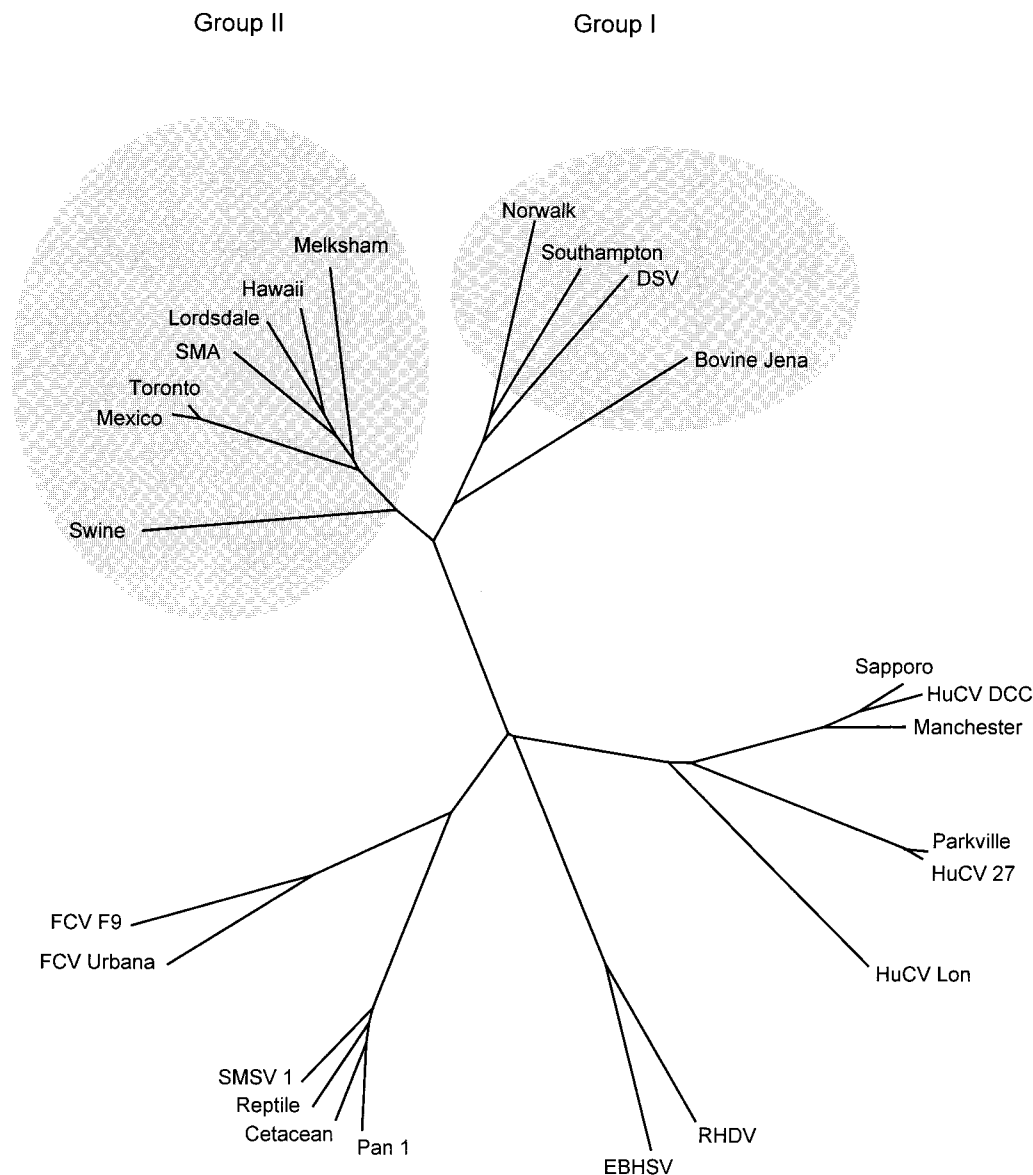 Group II
Group I
Norwalk
Melksham
Southampton
DSV
Hawaii
Lordsdale
SMA
Bovine Jena
Toronto
Mexico
Swine
Sapporo
HuCV DCC
Manchester
Parkville
HuCV 27
FCV F9
FCV Urbana
HuCV Lon
SMSV 1
Reptile
Cetacean
Pan 1
RHDV
EBHSV